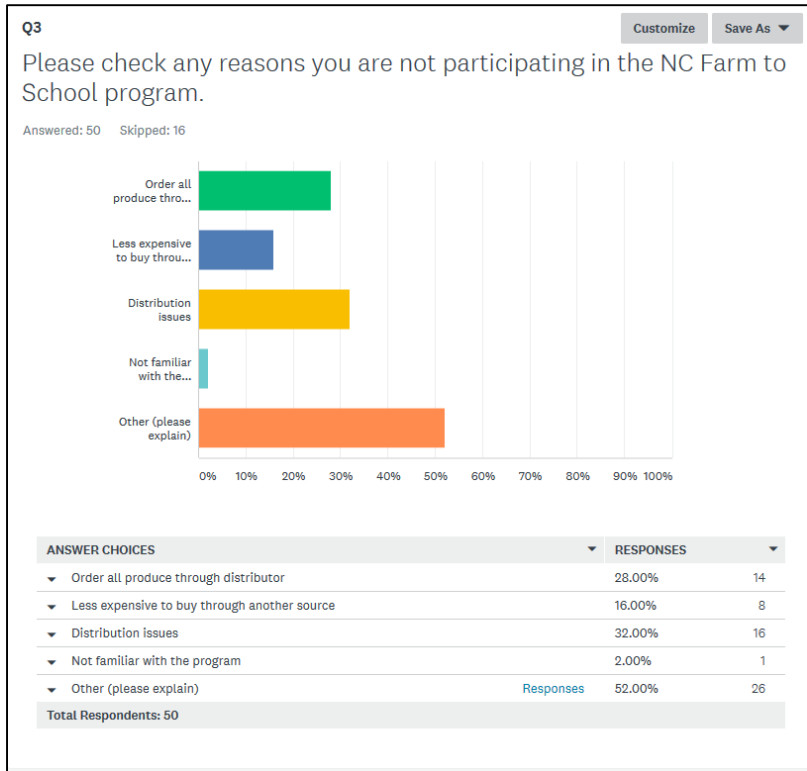 Q3
Customize
Save As
Please check any reasons you are not participating in the NC Farm to
School program.
Answered: 50 Skipped: 16
Order all
produce thro...
Less expensive
to buy throu...
Distribution
issues
Not familiar
with the...
Other (please
explain)
0% 10% 20% 30% 40% 50% 60% 70% 80% 90% 100%
ANSWER CHOICES RESPONSES
Order all produce through distributor 28.00% 14
Less expensive to buy through another source 16.00% 8
Distribution issues 32.00% 16
Not familiar with the program 2.00% 1
Other (please explain) Responses 52.00% 26
Total Respondents: 50